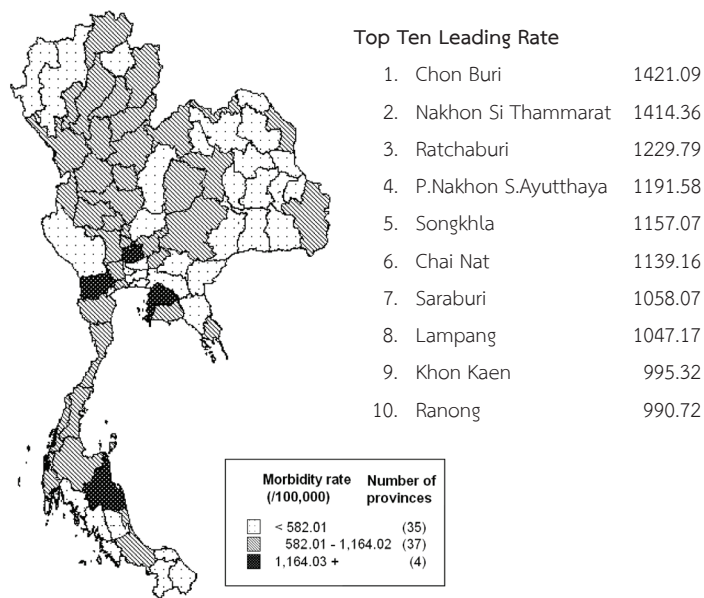 Top Ten Leading Rate
1. Chon Buri 1421.09
2. Nakhon Si Thammarat 1414.36
3. Ratchaburi 1229.79
4. P.Nakhon S.Ayutthaya 1191.58
5. Songkhla 1157.07
6. Chai Nat 1139.16
7. Saraburi 1058.07
8. Lampang 1047.17
9. Khon Kaen 995.32
10. Ranong 990.72
Morbidity rate Number of
(/100,000) provinces
< 582.01 (35)
582.01 - 1,164.02 (37)
1,164.03 + (4)